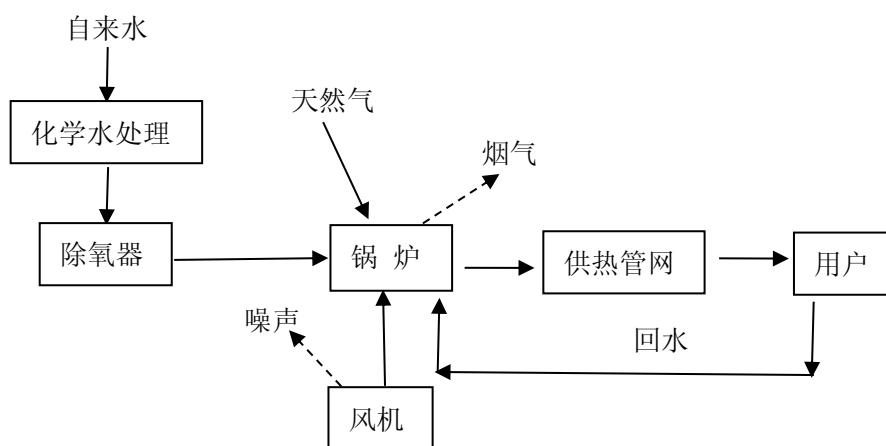 自来水
化学水处理
除氧器
天然气
烟气
锅 炉
供热管网
用户
噪声
回水
风机